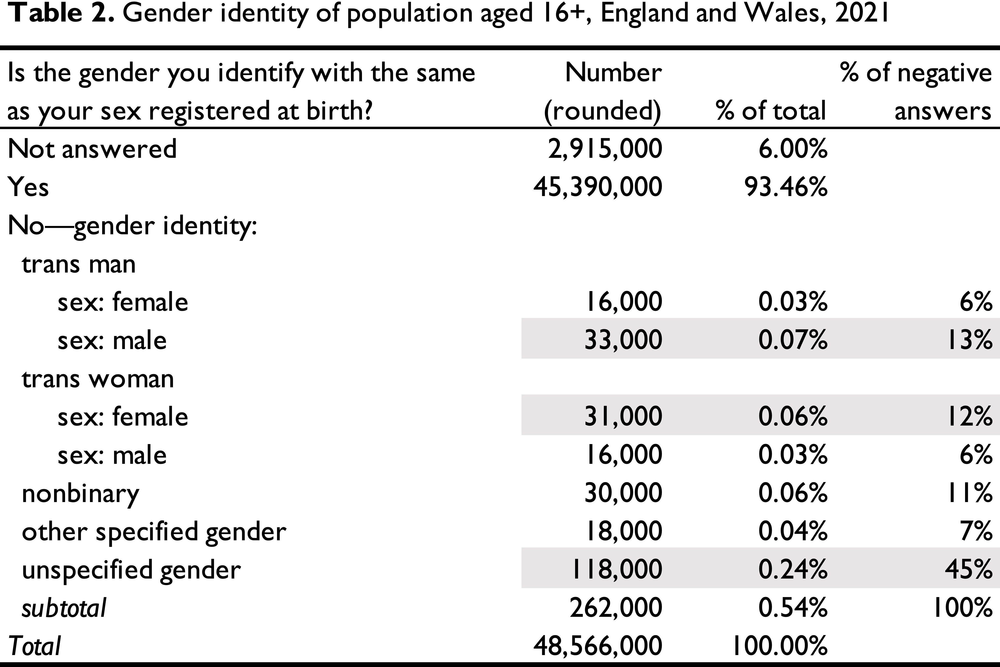 Table 2. Gender identity of population aged 16+, England and Wales, 2021
Is the gender you identify with the same Number % of negative
as your sex registered at birth? (rounded) % of total answers
Not answered 2,915,000 6.00%
Yes 45,390,000 93.46%
No—gender identity:
trans man
sex: female 16,000 0.03% 6%
sex: male 33,000 0.07% 13%
trans woman
sex: female 31,000 0.06% 12%
sex: male 16,000 0.03% 6%
nonbinary 30,000 0.06% 11%
other specified gender 18,000 0.04% 7%
unspecified gender 118,000 0.24% 45%
subtotal 262,000 0.54% 100%
Total 48,566,000 100.00%